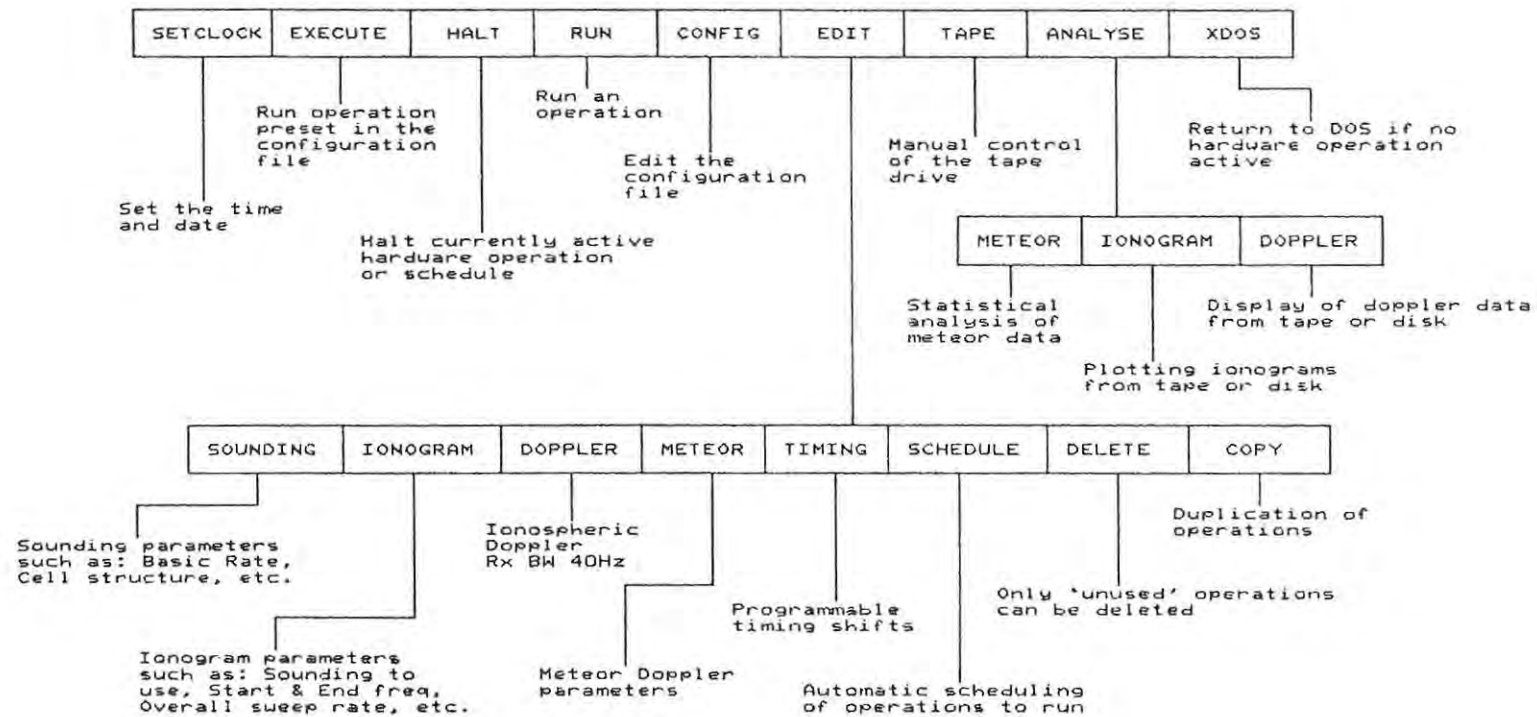 SETCLOCK EXECUTE HALT RUN CONFIG EDIT TAPE ANALYSE XDOS
Set the time
and date
Run operation
preset in the
configuration
file
Halt currently active
hardware operation
or schedule
Run an
operation
Edit the
configuration
file
Manual control
of the tape
drive
Return to DOS if no
hardware operation
active
METEOR IONOGRAM DOPPLER
Statistical
analysis of
meteor data
Plotting ionograms
from tape or disk
Display of doppler data
from tape or disk
SOUNDING IONOGRAM DOPPLER METEOR TIMING SCHEDULE DELETE COPY
Sounding parameters
such as: Basic Rate,
Cell structure, etc.
Ionogram parameters
such as: Sounding to
use, Start & End freq,
Overall sweep rate, etc.
Ionospheric
Doppler
Rx BW 40Hz
Meteor Doppler
parameters
Programmable
timing shifts
Automatic scheduling
of operations to run
Only 'unused' operations
can be deleted
Duplication of
operations